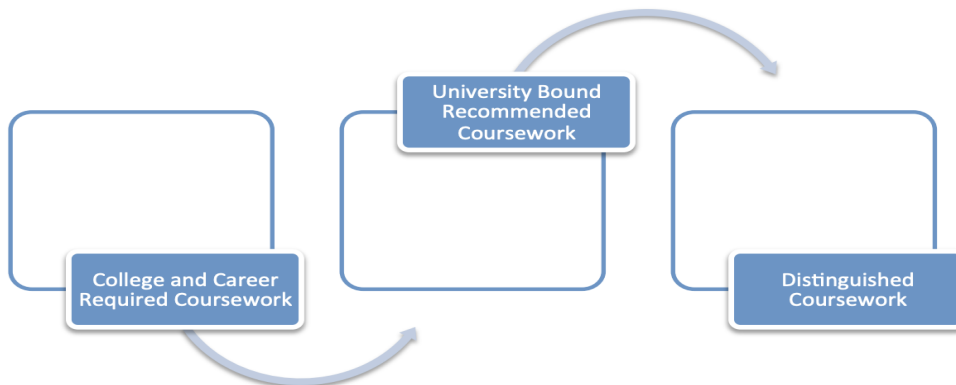 University Bound
Recommended
Coursework
College and Career
Required Coursework
Distinguished
Coursework